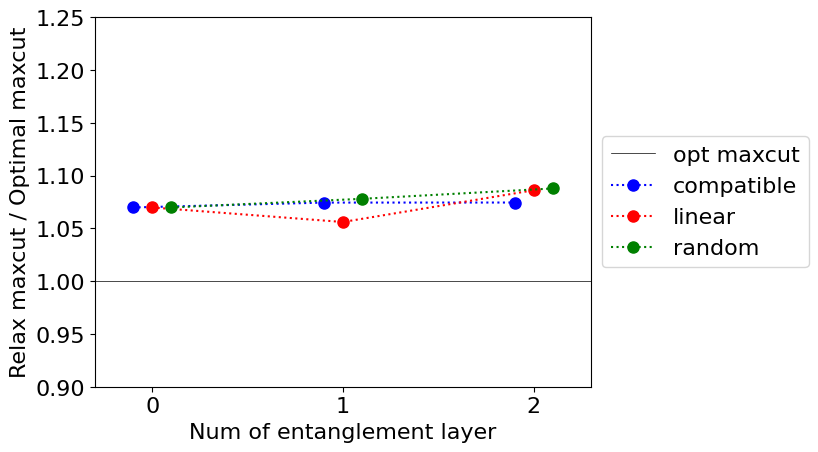 Relax maxcut / Optimal maxcut
1.25
1.20
1.15
1.10
1.05
1.00
0.95
0.90
0
1
2
Num of entanglement layer
opt maxcut
compatible
linear
random